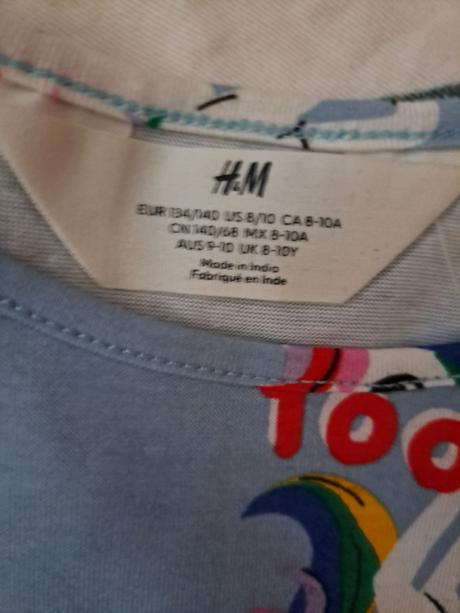 H&M
EUR 134/140 US 8/10 CA 8-10A
CN 140/68 MX 8-10A
AUS 9-10 UK 8-10Y
Made in India
Fabriqué en Inde
TOO